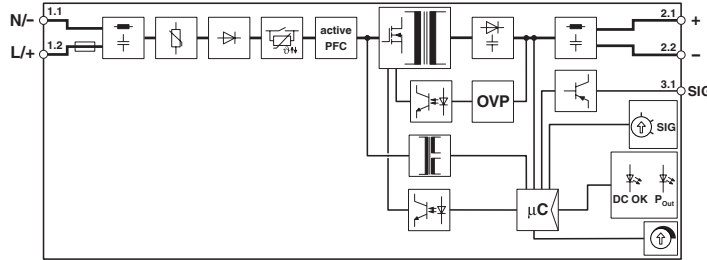 N/− 1.1
L/+ 1.2
active
PFC
2.1 +
2.2 −
3.1 SIG
OVP
SIG
µC
DC OK P Out
ϑ